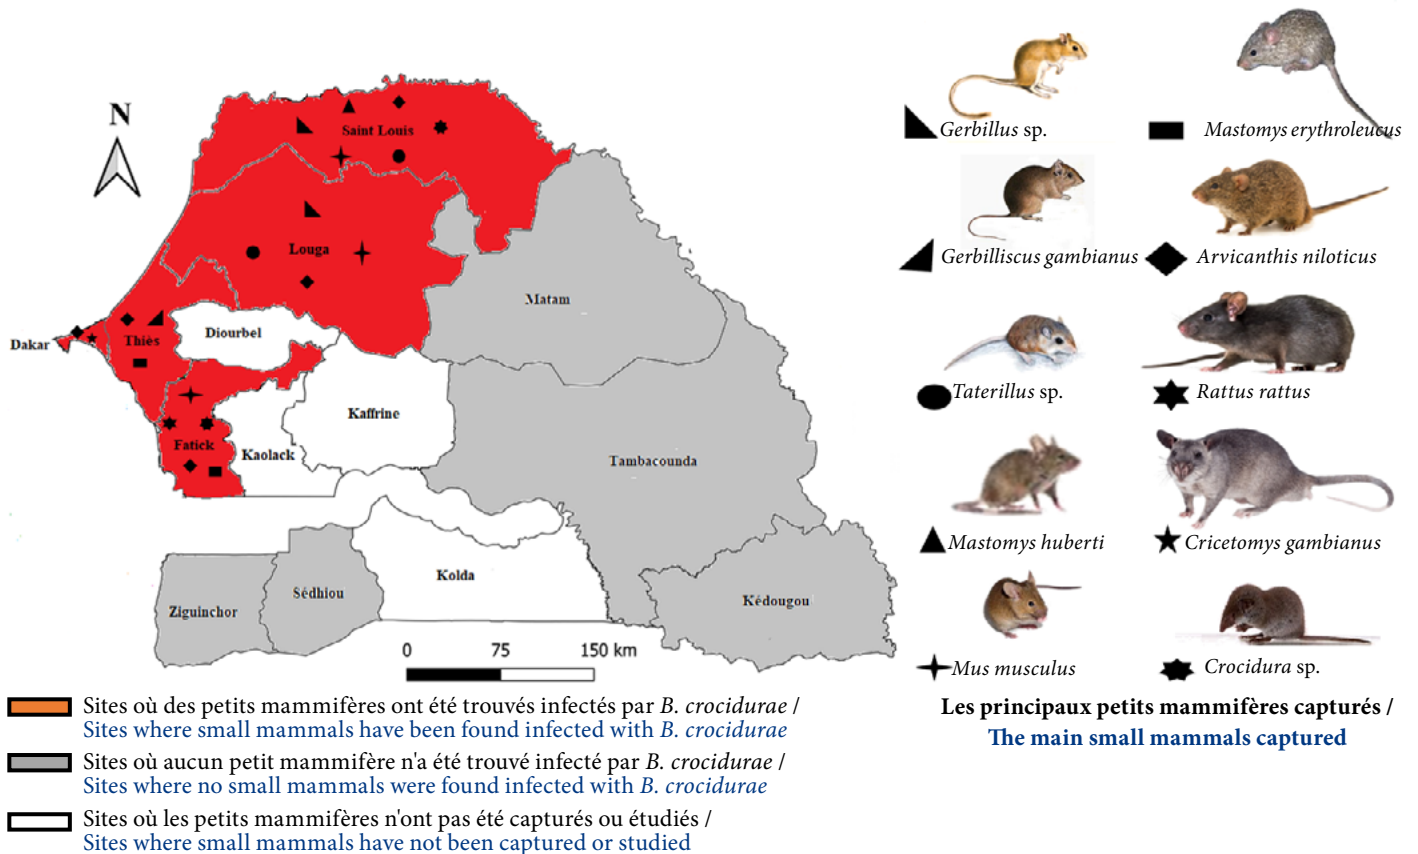 N
Saint Louis
Louga
Matam
Dakar
Thiès
Diourbel
Kaffrine
Fatick
Kaolack
Tambacounda
Kolda
Sédhiou
Ziguinchor
Kédougou
0 75 150 km
Sites où des petits mammifères ont été trouvés infectés par B. crocidurae /
Sites where small mammals have been found infected with B. crocidurae
Sites où aucun petit mammifère n'a été trouvé infecté par B. crocidurae /
Sites where no small mammals were found infected with B. crocidurae
Sites où les petits mammifères n'ont pas été capturés ou étudiés /
Sites where small mammals have not been captured or studied
Gerbillus sp.
Mastomys erythroleucus
Gerbilliscus gambianus
Arvicanthis niloticus
Taterillus sp.
Rattus rattus
Mastomys huberti
Cricetomys gambianus
Mus musculus
Crocidura sp.
Les principaux petits mammifères capturés /
The main small mammals captured